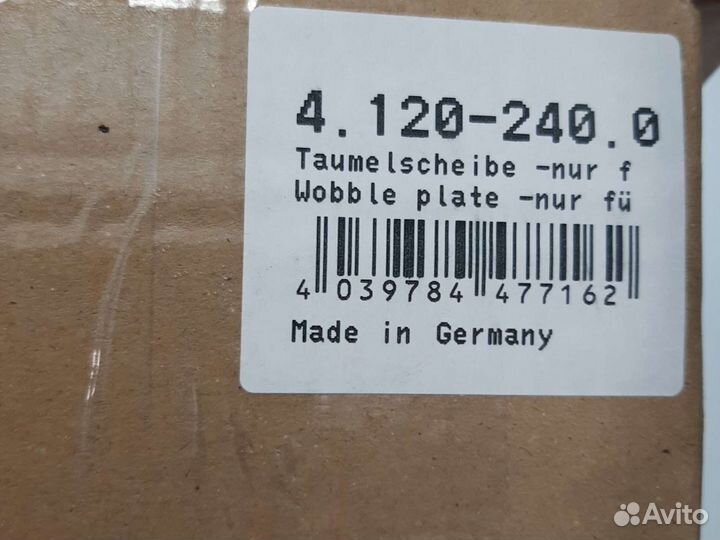 4.120-240.0
Taumelscheibe -nur f
Wobble plate -nur fü
4 039784 477162
Made in Germany
Avito